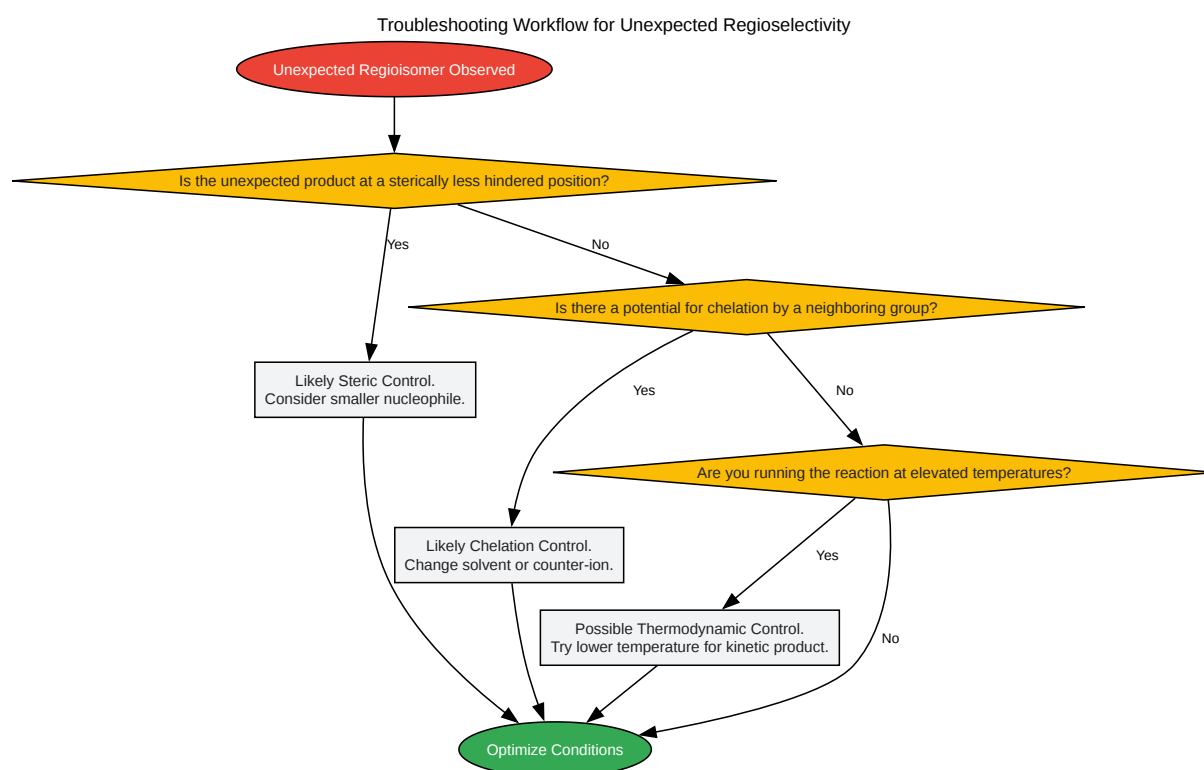 Troubleshooting Workflow for Unexpected Regioselectivity
Unexpected Regioisomer Observed
Is the unexpected product at a sterically less hindered position?
Yes
No
Is there a potential for chelation by a neighboring group?
Likely Steric Control.
Consider smaller nucleophile.
Yes
No
Are you running the reaction at elevated temperatures?
Likely Chelation Control.
Change solvent or counter-ion.
Yes
Possible Thermodynamic Control.
Try lower temperature for kinetic product.
No
Optimize Conditions